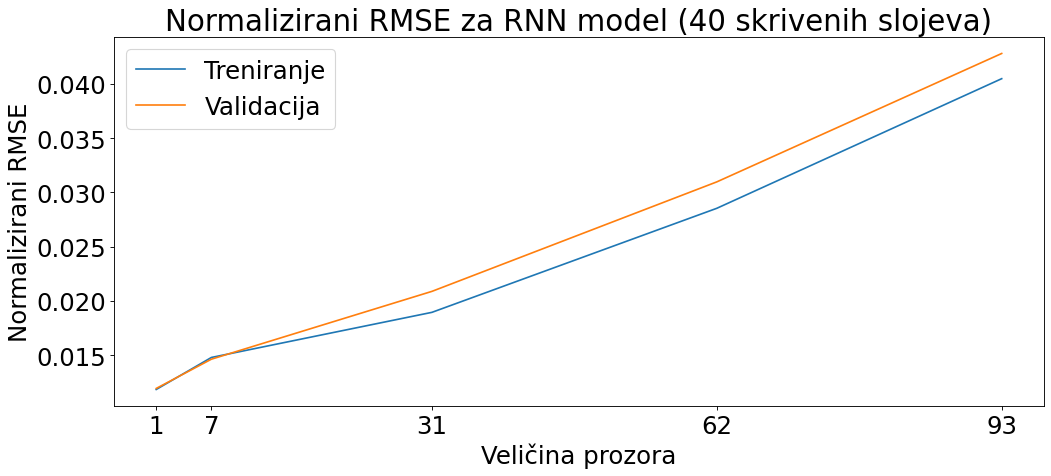 Normalizirani RMSE za RNN model (40 skrivenih slojeva)
Treniranje
Validacija
Normalizirani RMSE
0.040
0.035
0.030
0.025
0.020
0.015
1 7 31 62 93
Veličina prozora